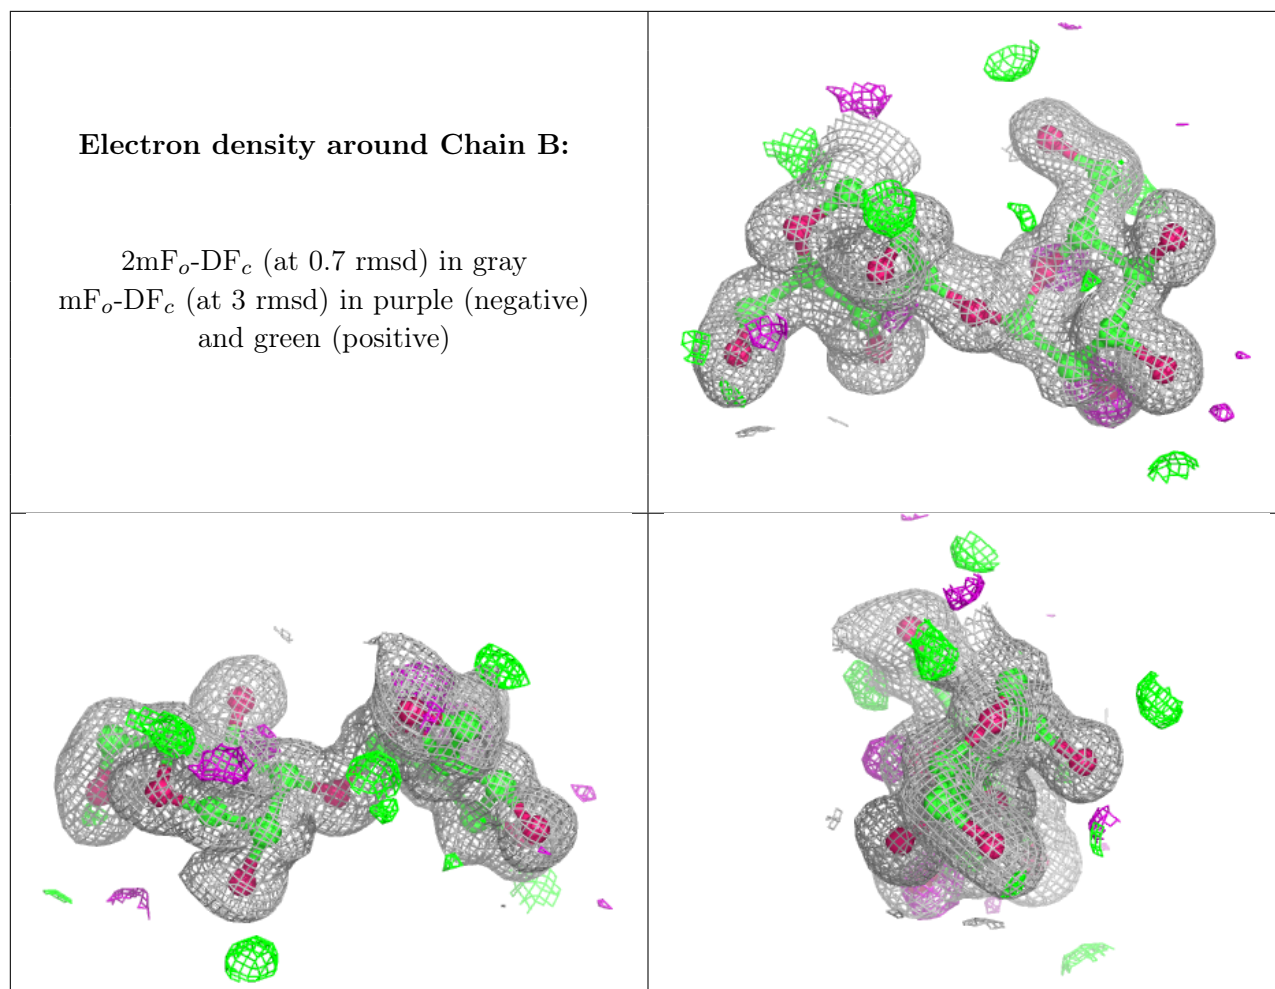 Electron density around Chain B:
2mFₒ-DF𝒸 (at 0.7 rmsd) in gray
mFₒ-DF𝒸 (at 3 rmsd) in purple (negative)
and green (positive)